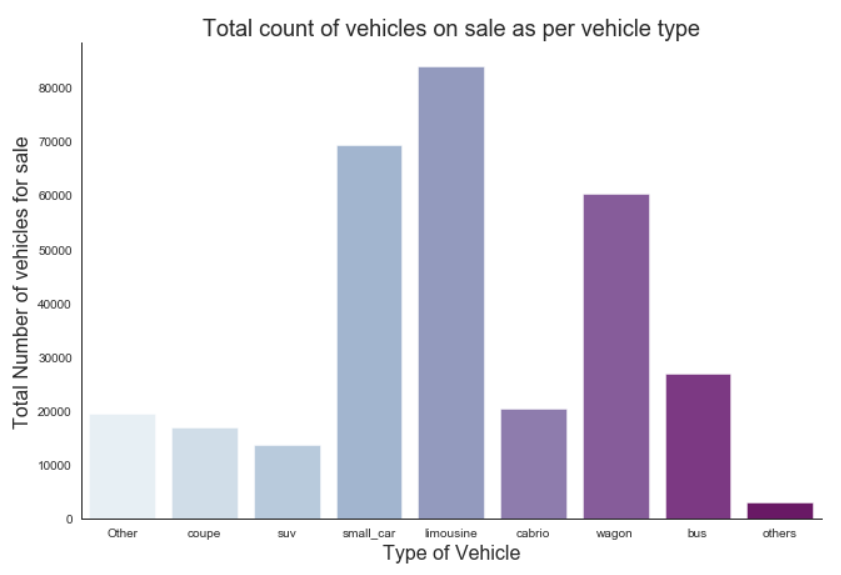 Total count of vehicles on sale as per vehicle type
Total Number of vehicles for sale
80000
70000
60000
50000
40000
30000
20000
10000
0
Other coupe suv small_car limousine cabrio wagon bus others
Type of Vehicle